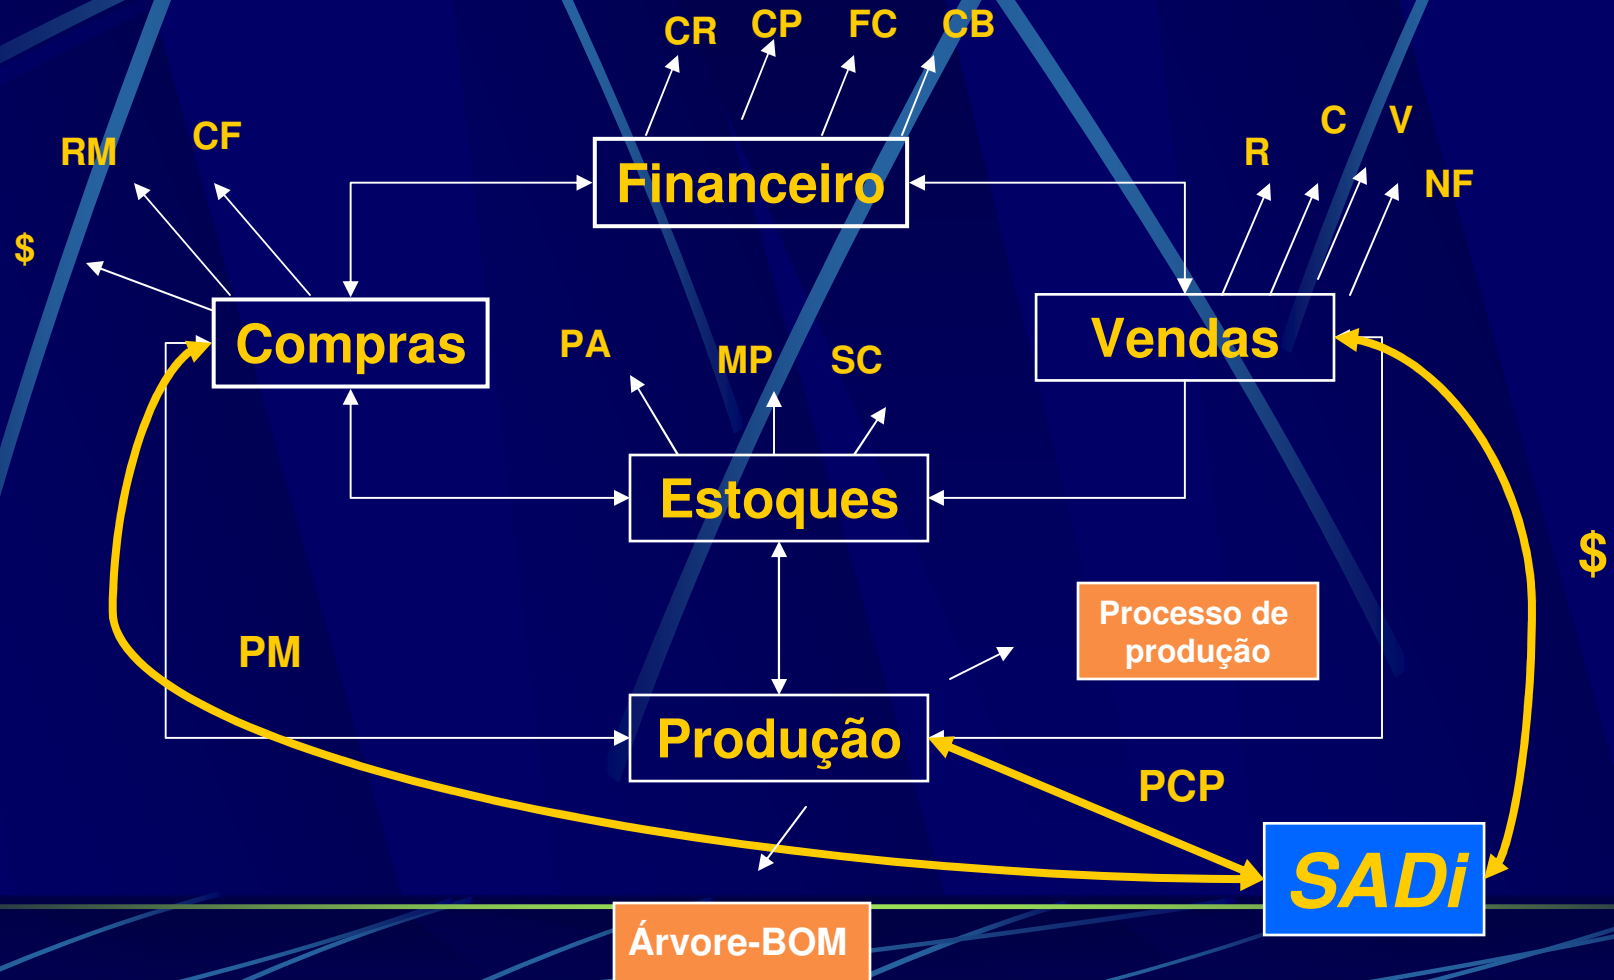 CR CP FC CB
RM CF
R C V NF
Financeiro
$
Compras
Vendas
PA MP SC
Estoques
$
Processo de
produção
PM
Produção
PCP
SADi
Árvore-BOM